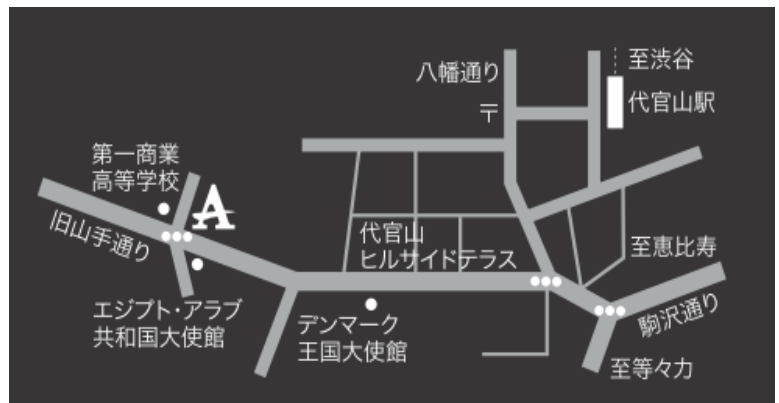 至渋谷
八幡通り
代官山駅
〒
第一商業
高等学校
A
旧山手通り
代官山
ヒルサイドテラス
至恵比寿
エジプト・アラブ
共和国大使館
デンマーク
王国大使館
駒沢通り
至等々力